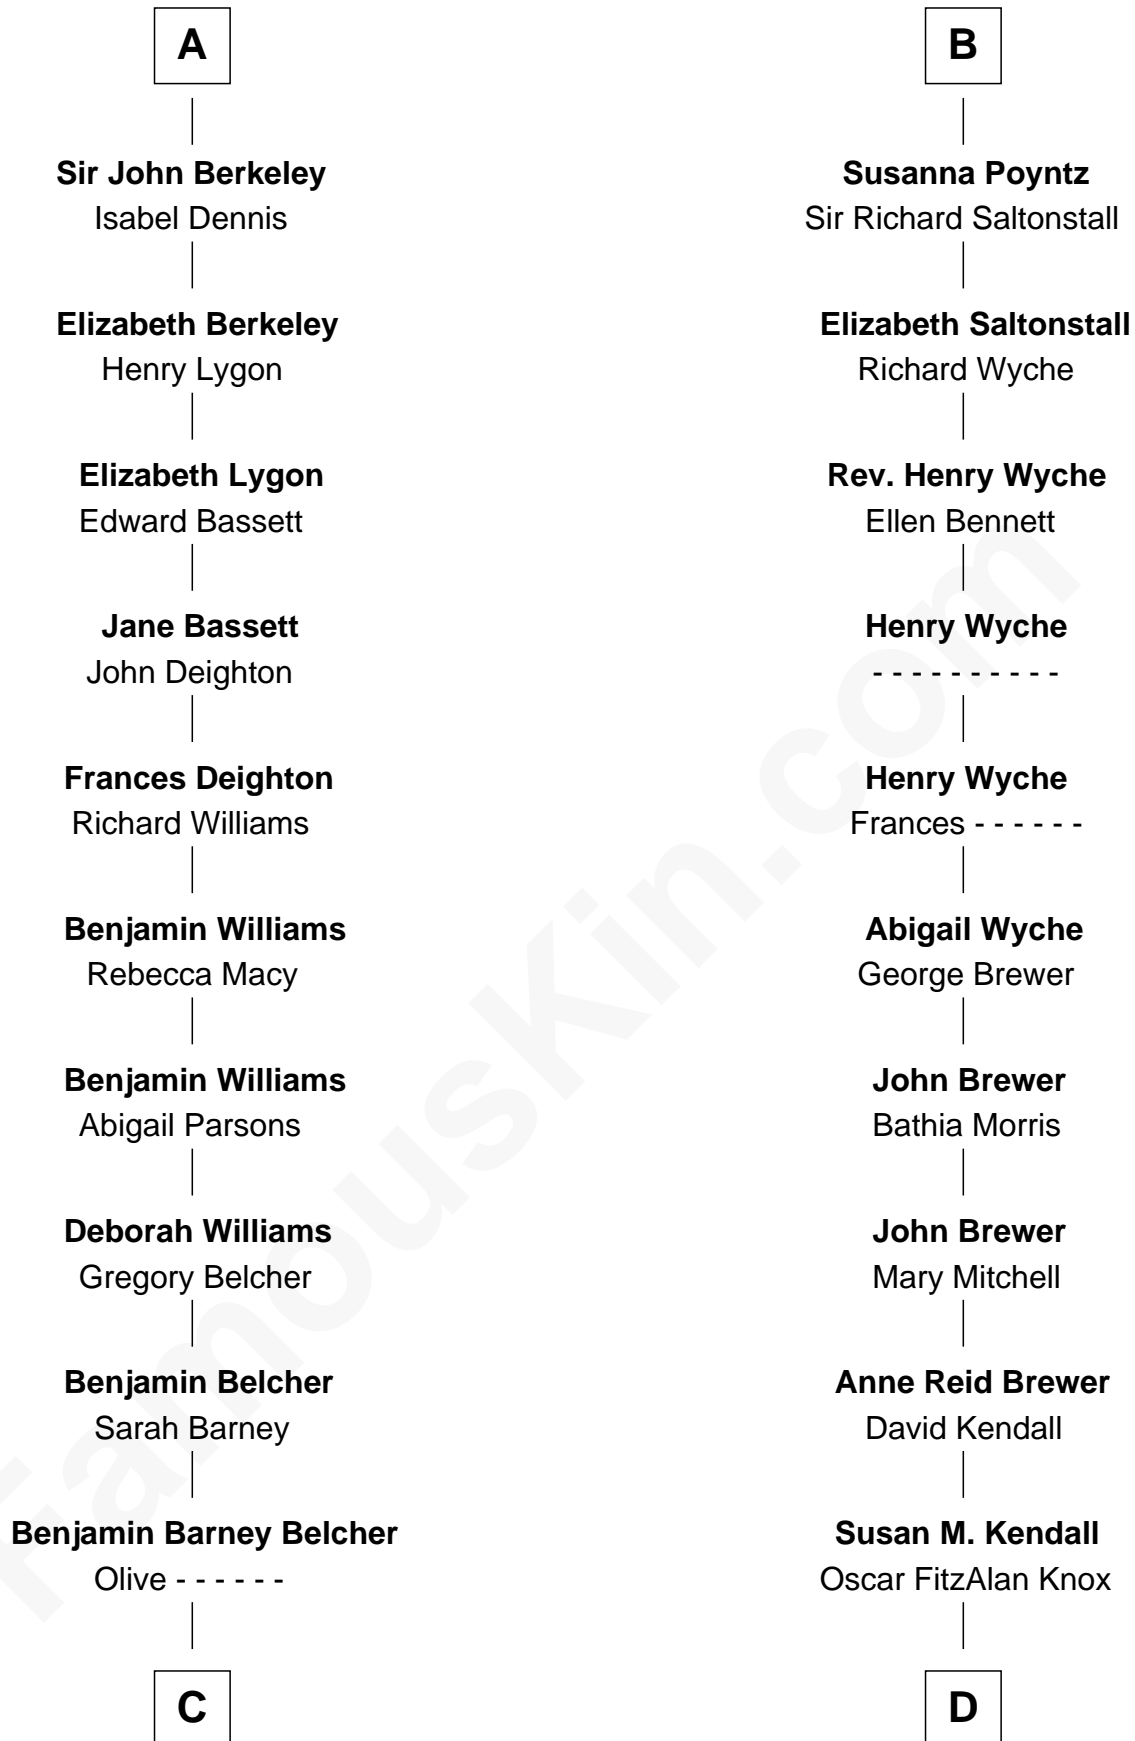 A
Sir John Berkeley
Isabel Dennis
Elizabeth Berkeley
Henry Lygon
Elizabeth Lygon
Edward Bassett
Jane Bassett
John Deighton
Frances Deighton
Richard Williams
Benjamin Williams
Rebecca Macy
Benjamin Williams
Abigail Parsons
Deborah Williams
Gregory Belcher
Benjamin Belcher
Sarah Barney
Benjamin Barney Belcher
Olive - - - - - -
C
B
Susanna Poyntz
Sir Richard Saltonstall
Elizabeth Saltonstall
Richard Wyche
Rev. Henry Wyche
Ellen Bennett
Henry Wyche
- - - - - - - - - -
Henry Wyche
Frances - - - - - -
Abigail Wyche
George Brewer
John Brewer
Bathia Morris
John Brewer
Mary Mitchell
Anne Reid Brewer
David Kendall
Susan M. Kendall
Oscar FitzAlan Knox
D
FamousKin.com